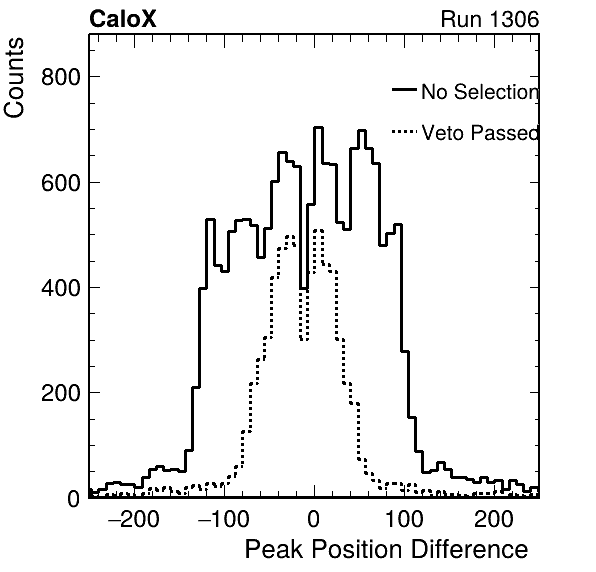 CaloX Run 1306
Counts
800
No Selection
Veto Passed
600
400
200
0
−200 −100 0 100 200
Peak Position Difference